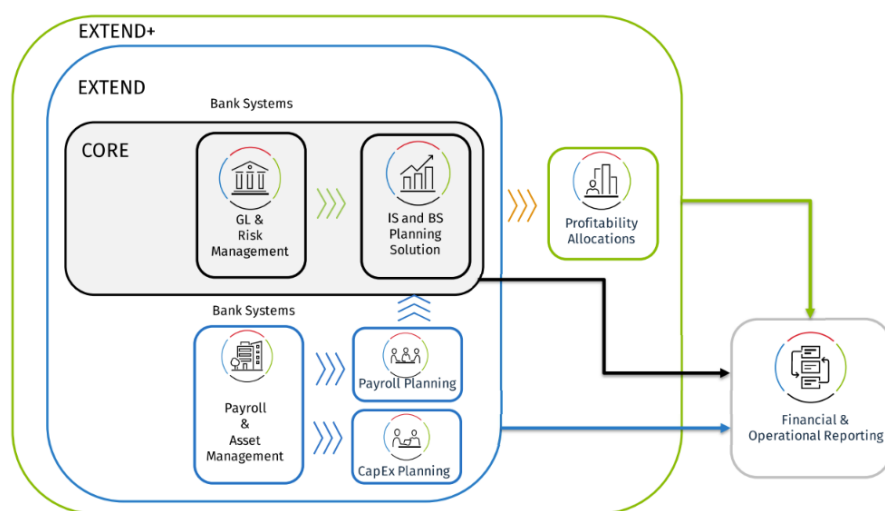 EXTEND+
EXTEND
Bank Systems
CORE
GL &
Risk
Management
IS and BS
Planning
Solution
Profitability
Allocations
Bank Systems
Payroll
&
Asset
Management
Payroll Planning
CapEx Planning
Financial &
Operational Reporting